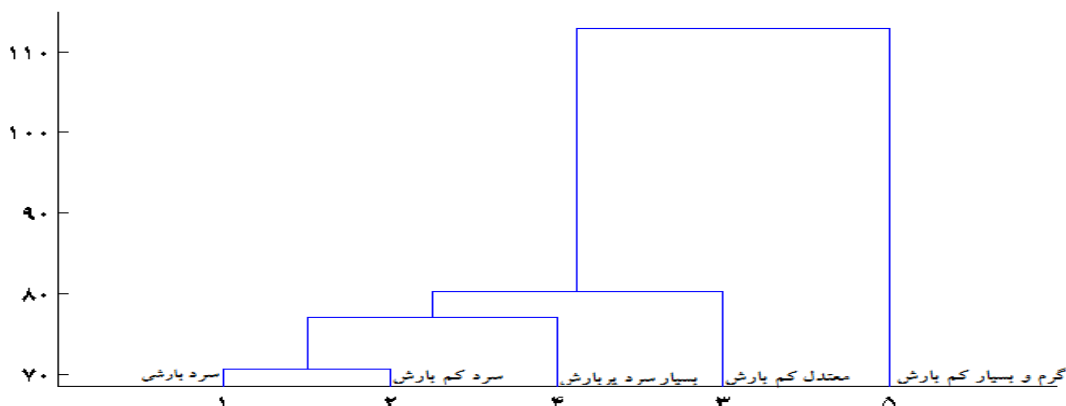 ۱۱۰
۱۰۰
۹۰
۸۰
۷۰
سرد بارشی
سرد کم بارش
بسیار سرد پربارش
معتدل کم بارش
گرم و بسیار کم بارش
۱ ۲ ۴ ۳ ۵